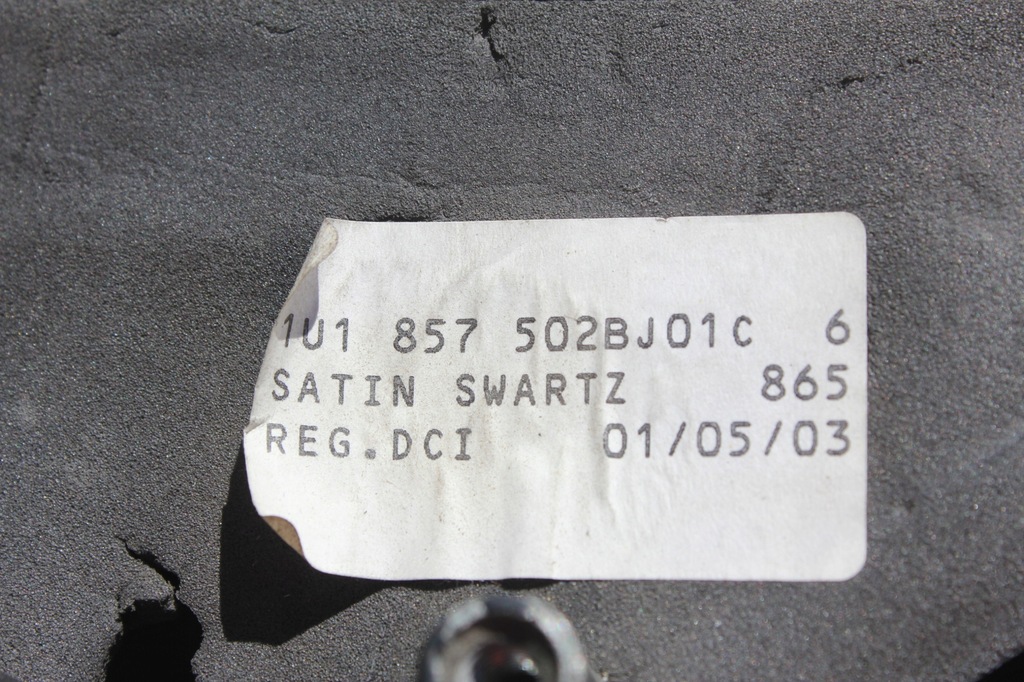 1U1 857 502BJ01C 6
SATIN SWARTZ 865
REG.DCI 01/05/03